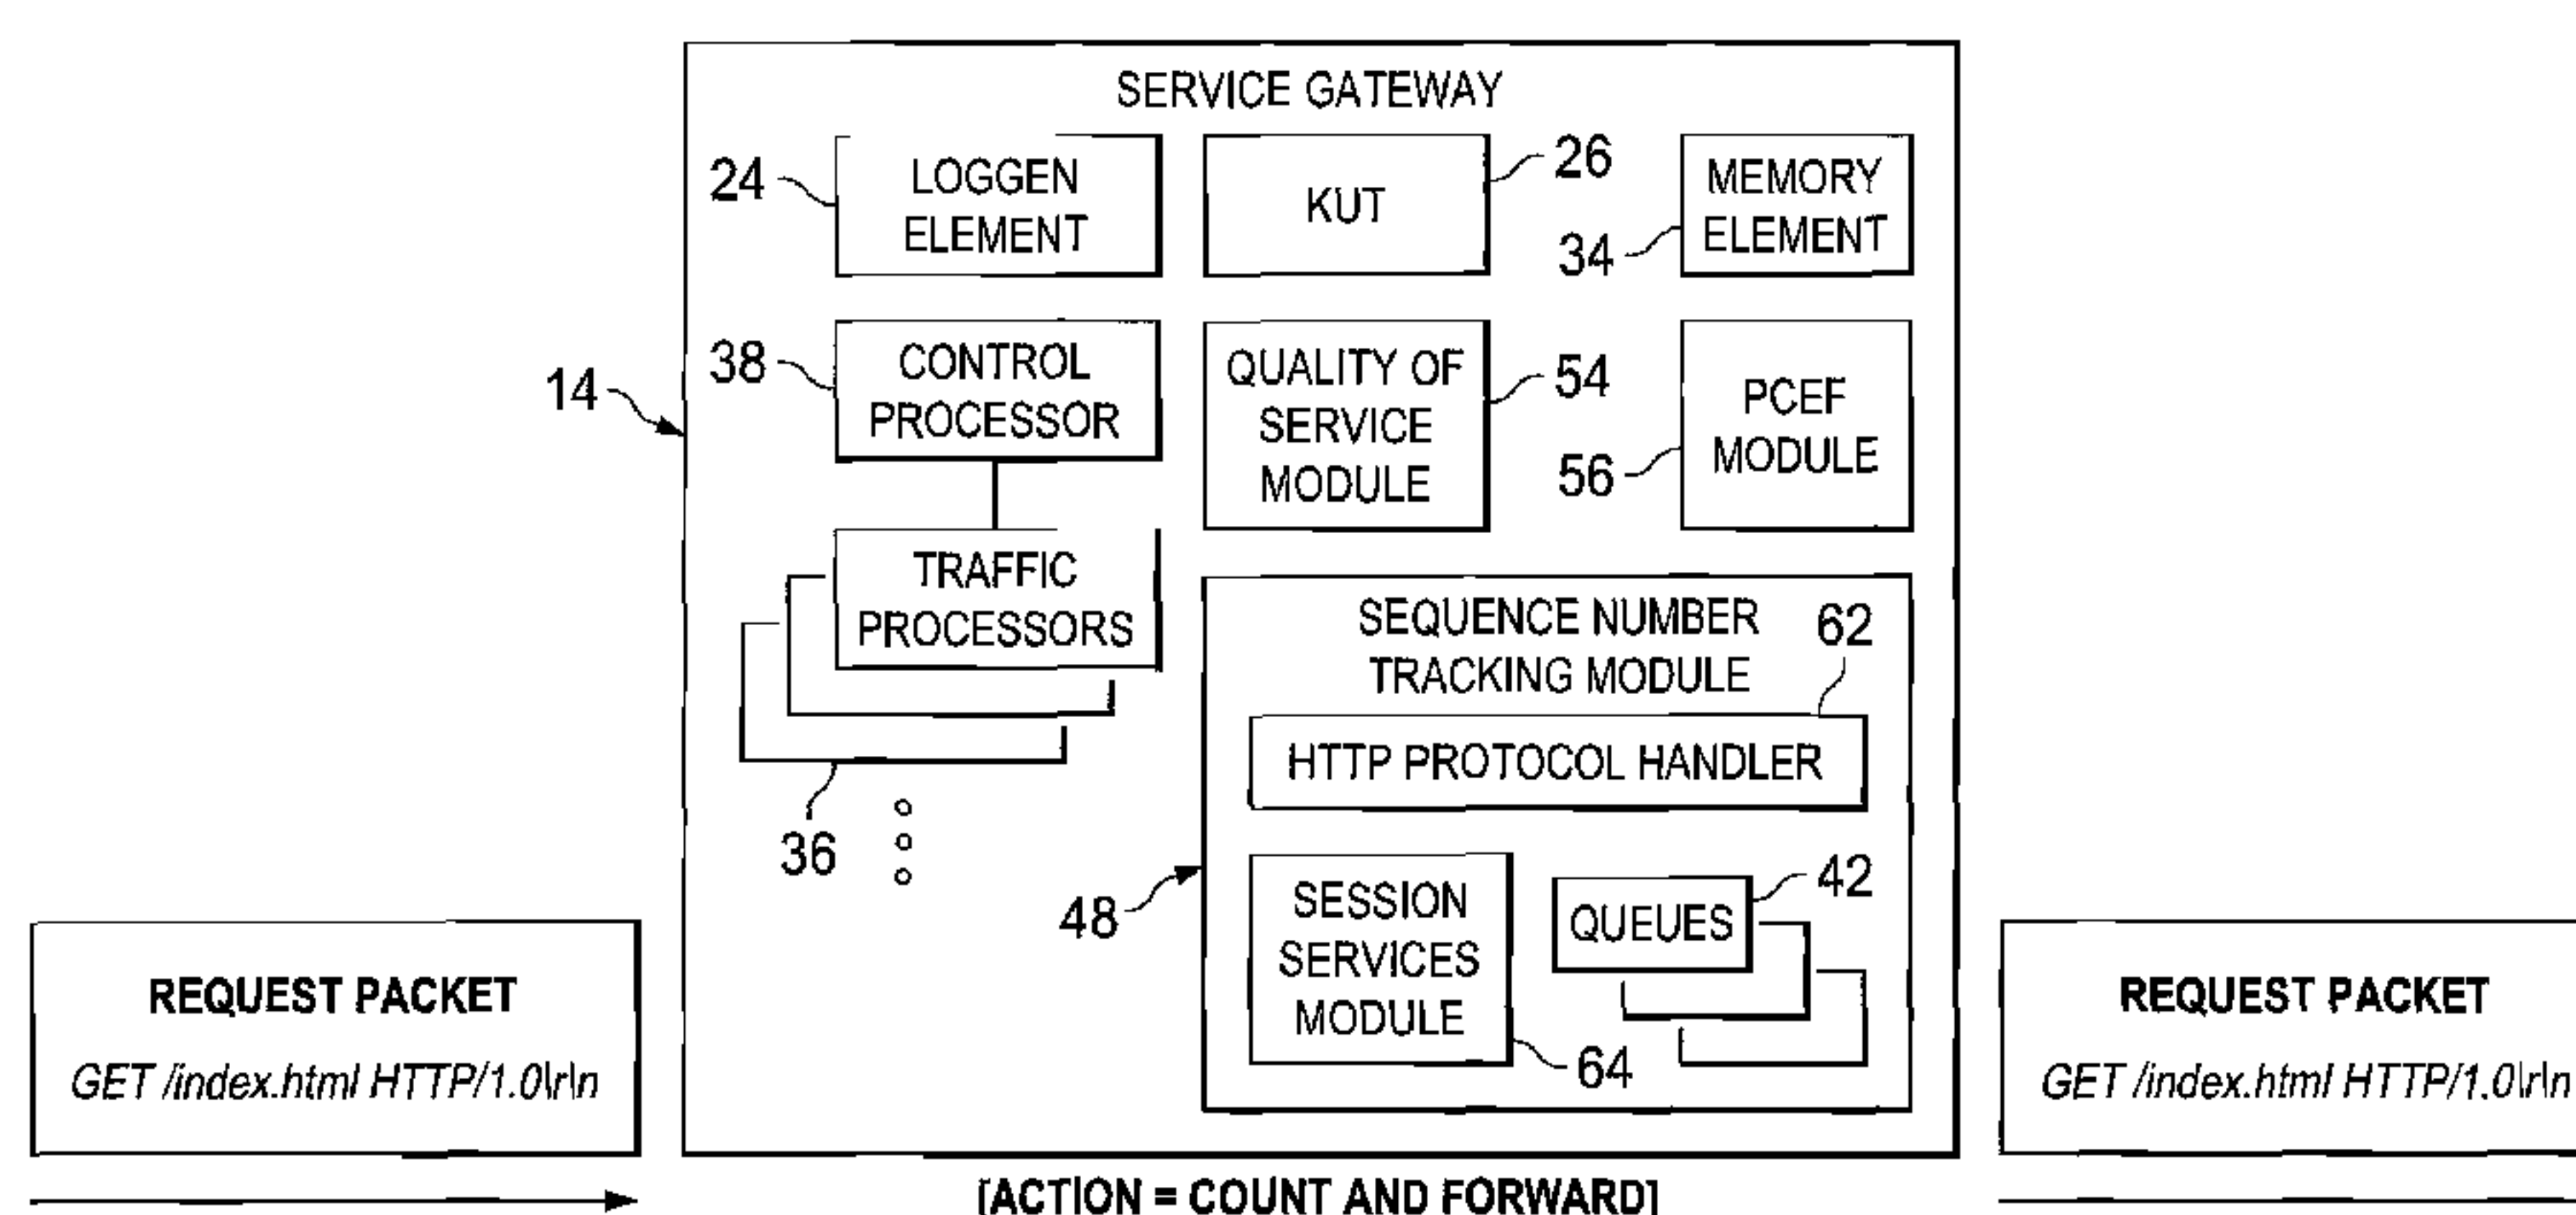 SERVICE GATEWAY
24
LOGGEN
ELEMENT
KUT
26
MEMORY
ELEMENT
34
14
38
CONTROL
PROCESSOR
QUALITY OF
SERVICE
MODULE
54
PCEF
MODULE
56
TRAFFIC
PROCESSORS
36
SEQUENCE NUMBER
TRACKING MODULE
62
HTTP PROTOCOL HANDLER
48
SESSION
SERVICES
MODULE
64
QUEUES
42
REQUEST PACKET
GET /index.html HTTP/1.0\r\n
REQUEST PACKET
GET /index.html HTTP/1.0\r\n
[ACTION = COUNT AND FORWARD]